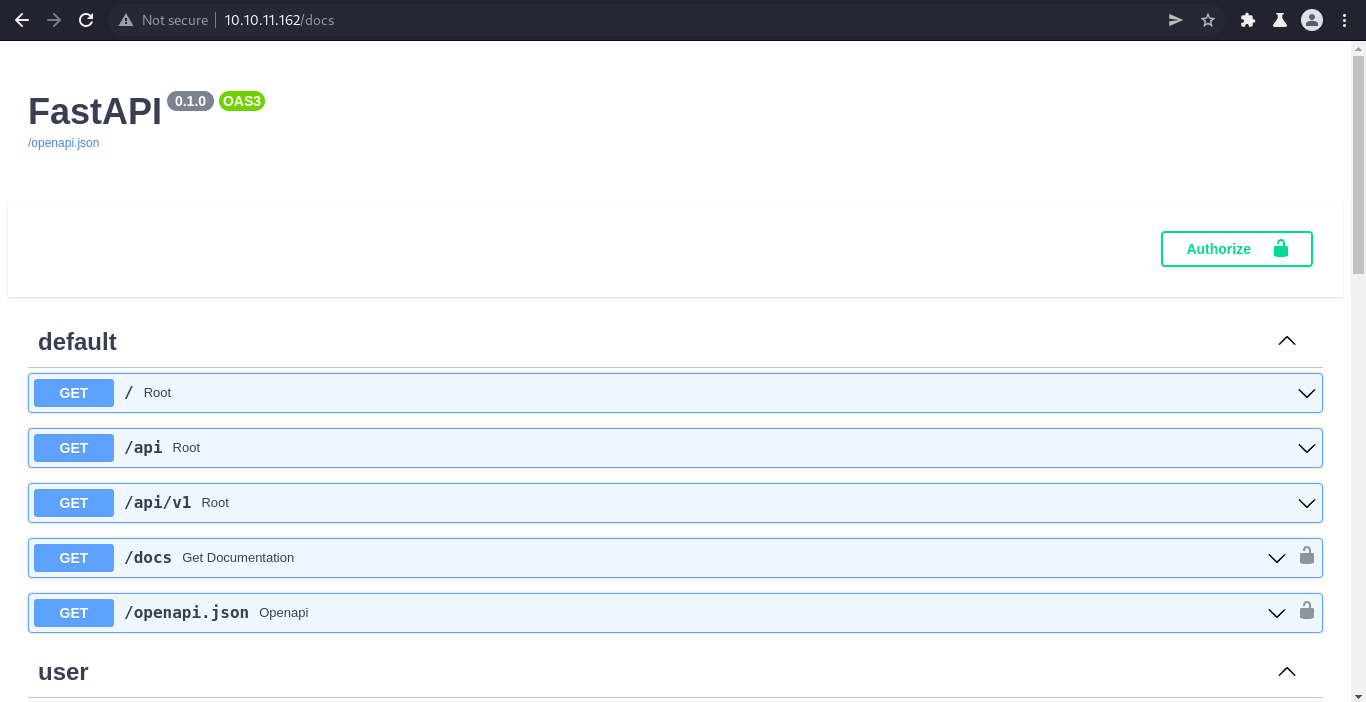 Not secure 10.10.11.162/docs
FastAPI 0.1.0 OAS3
/openapi.json
Authorize
default
GET / Root
GET /api Root
GET /api/v1 Root
GET /docs Get Documentation
GET /openapi.json Openapi
user